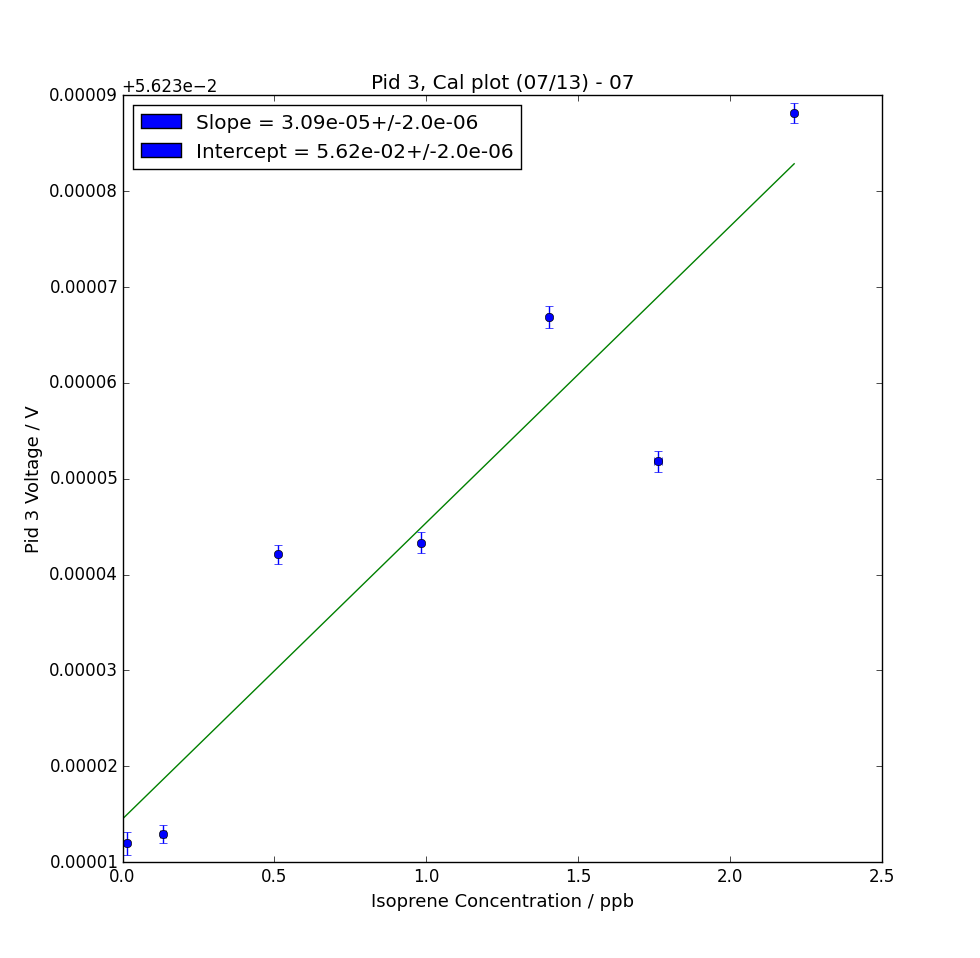 Pid 3, Cal plot (07/13) - 07
+5.623e−2
Slope = 3.09e-05+/-2.0e-06
Intercept = 5.62e-02+/-2.0e-06
0.00009
0.00008
0.00007
0.00006
0.00005
0.00004
0.00003
0.00002
0.00001
Pid 3 Voltage / V
0.0 0.5 1.0 1.5 2.0 2.5
Isoprene Concentration / ppb